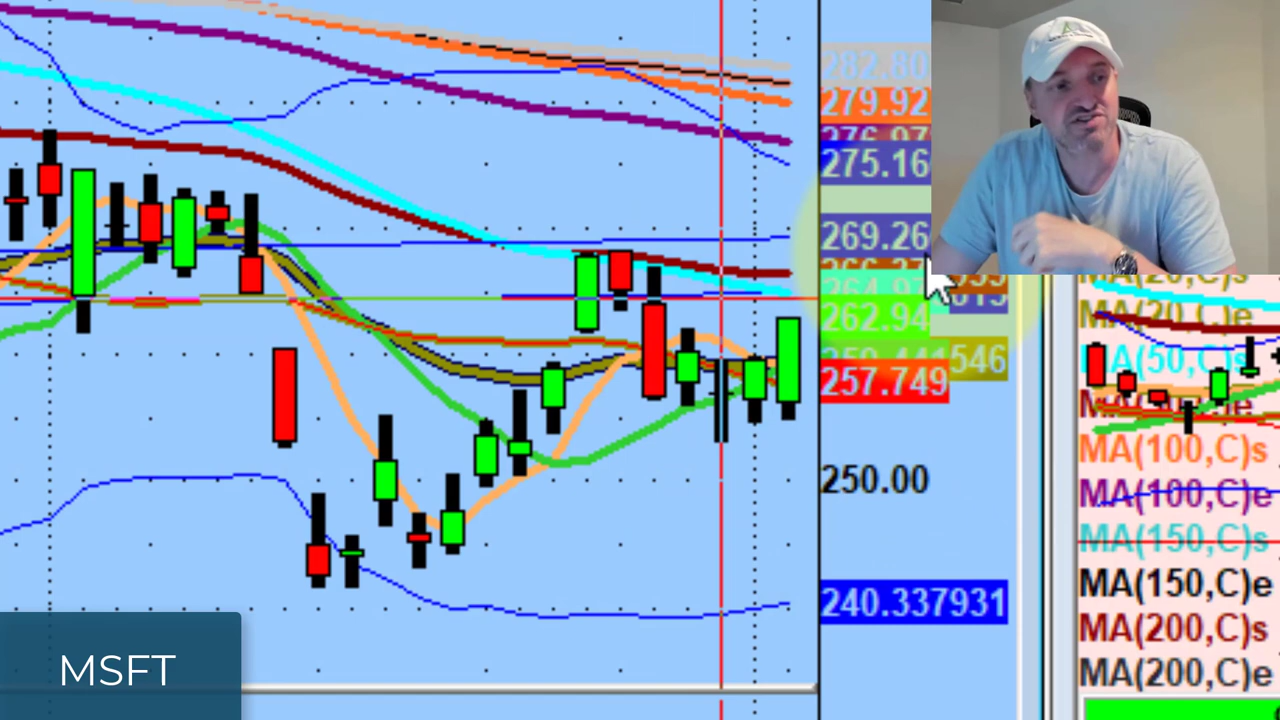 282.80
279.92
275.16
269.26
262.94
257.749
250.00
240.337931
MA(20,C)e
MA(50,C)s
MA(100,C)s
MA(100,C)e
MA(150,C)s
MA(150,C)e
MA(200,C)s
MA(200,C)e
MSFT